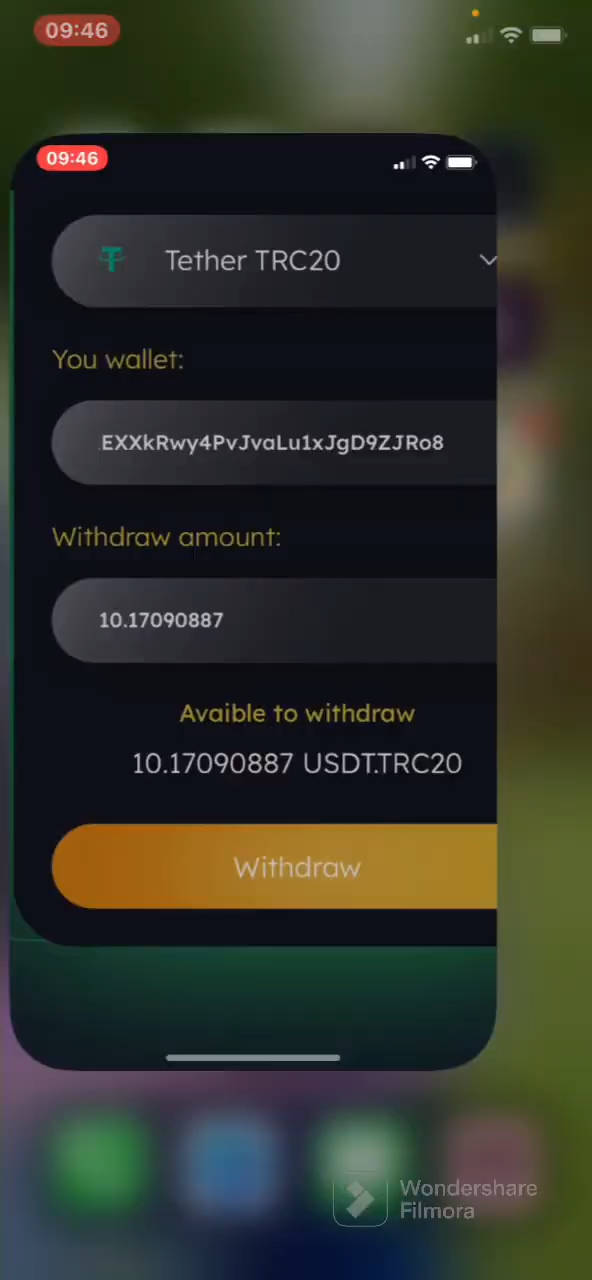 09:46
09:46
Tether TRC20
You wallet:
EXXkRwy4PvJvaLu1xJgD9ZJRo8
Withdraw amount:
10.17090887
Avaible to withdraw
10.17090887 USDT.TRC20
Withdraw
Wondershare
Filmora